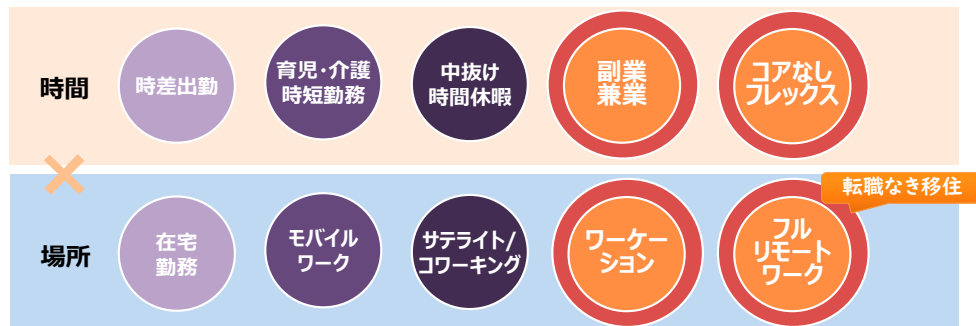 時間
時差出勤
育児・介護
時短勤務
中抜け
時間休暇
副業
兼業
コアなし
フレックス
×
転職なき移住
場所
在宅
勤務
モバイル
ワーク
サテライト/
コワーキング
ワーケー
ション
フル
リモート
ワーク